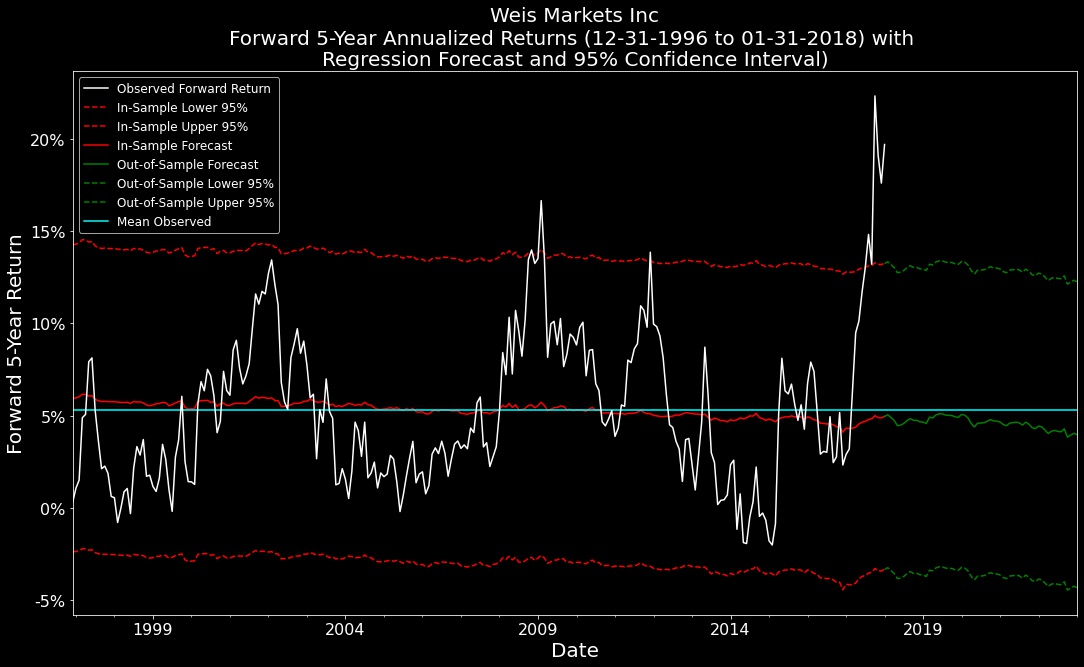 Weis Markets Inc
Forward 5-Year Annualized Returns (12-31-1996 to 01-31-2018) with
Regression Forecast and 95% Confidence Interval)
Observed Forward Return
In-Sample Lower 95%
In-Sample Upper 95%
In-Sample Forecast
Out-of-Sample Forecast
Out-of-Sample Lower 95%
Out-of-Sample Upper 95%
Mean Observed
Forward 5-Year Return
20%
15%
10%
5%
0%
-5%
1999
2004
2009
2014
2019
Date